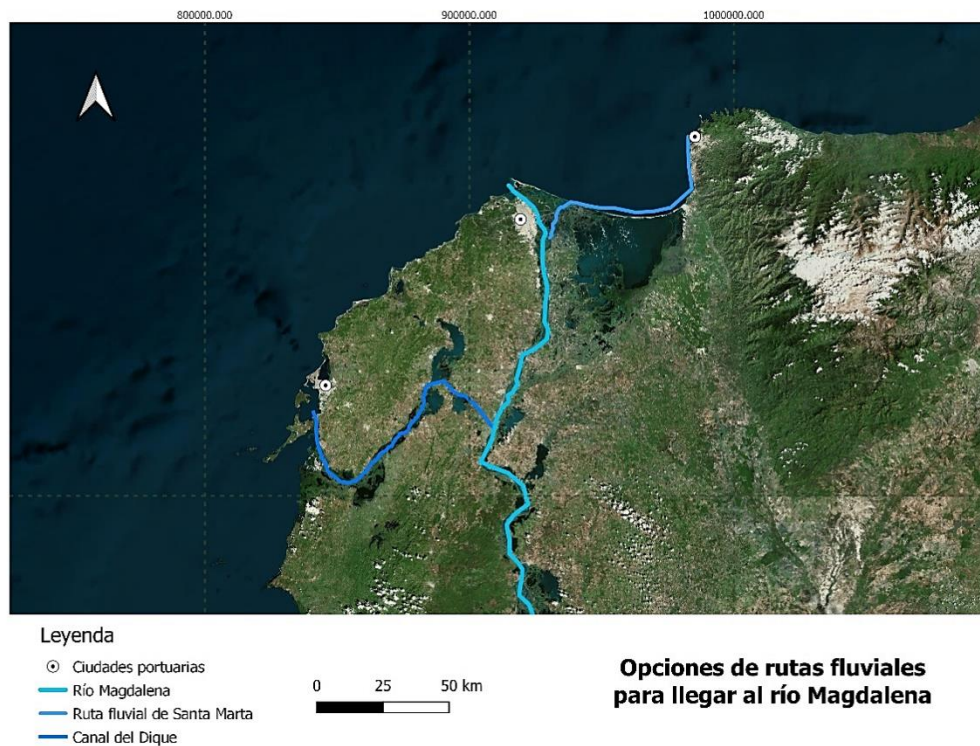 800000.000 900000.000 1000000.000
Leyenda
Ciudades portuarias
Río Magdalena
Ruta fluvial de Santa Marta
Canal del Dique
0 25 50 km
Opciones de rutas fluviales
para llegar al río Magdalena